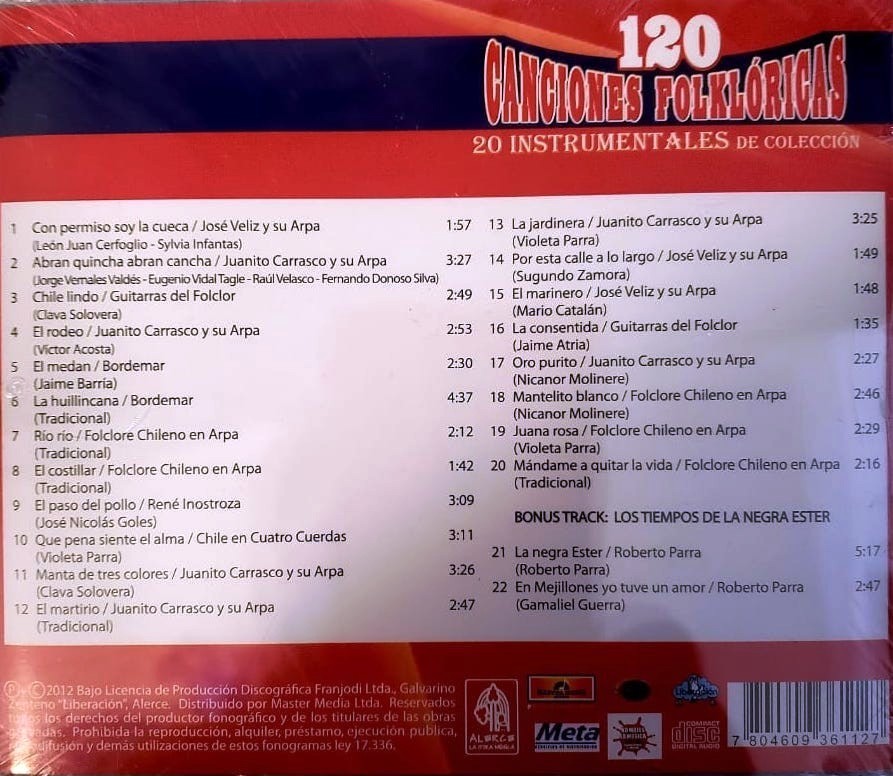 120
CANCIONES FOLKLÓRICAS
20 INSTRUMENTALES DE COLECCIÓN
1 Con permiso soy la cueca / José Veliz y su Arpa 1:57
(León Juan Cerfoglio - Sylvia Infantas)
2 Abran quincha abran cancha / Juanito Carrasco y su Arpa 3:27
(Jorge Vernales Valdés - Eugenio Vidal Tagle - Raúl Velasco - Fernando Donoso Silva)
3 Chile lindo / Guitarras del Folclor 2:49
(Clava Solovera)
4 El rodeo / Juanito Carrasco y su Arpa 2:53
(Victor Acosta)
5 El medan / Bordemar 2:30
(Jaime Barría)
6 La huillincana / Bordemar 4:37
(Tradicional)
7 Río río / Folclore Chileno en Arpa 2:12
(Tradicional)
8 El costillar / Folclore Chileno en Arpa 1:42
(Tradicional)
9 El paso del pollo / René Inostroza 3:09
(José Nicolás Goles)
10 Que pena siente el alma / Chile en Cuatro Cuerdas 3:11
(Violeta Parra)
11 Manta de tres colores / Juanito Carrasco y su Arpa 3:26
(Clava Solovera)
12 El martirio / Juanito Carrasco y su Arpa 2:47
(Tradicional)
13 La jardinera / Juanito Carrasco y su Arpa 3:25
(Violeta Parra)
14 Por esta calle a lo largo / José Veliz y su Arpa 1:49
(Sugundo Zamora)
15 El marinero / José Veliz y su Arpa 1:48
(Mario Catalán)
16 La consentida / Guitarras del Folclor 1:35
(Jaime Atria)
17 Oro purito / Juanito Carrasco y su Arpa 2:27
(Nicanor Molinere)
18 Mantelito blanco / Folclore Chileno en Arpa 2:46
(Nicanor Molinere)
19 Juana rosa / Folclore Chileno en Arpa 2:29
(Violeta Parra)
20 Mándame a quitar la vida / Folclore Chileno en Arpa 2:16
(Tradicional)
BONUS TRACK: LOS TIEMPOS DE LA NEGRA ESTER
21 La negra Ester / Roberto Parra 5:17
(Roberto Parra)
22 En Mejillones yo tuve un amor / Roberto Parra 2:47
(Gamaliel Guerra)
Ⓟ - Ⓒ 2012 Bajo Licencia de Producción Discográfica Franjodi Ltda., Galvarino
"Liberación", Alerce. Distribuido por Master Media Ltda. Reservados
los derechos del productor fonográfico y de los titulares de las obras
Prohibida la reproducción, alquiler, préstamo, ejecución publica,
y demás utilizaciones de estos fonogramas ley 17.336.
ALERCE
LA OTRA MÚSICA
Liberación
Meta
COMPACT
disc
DIGITAL AUDIO
7 804609 361127